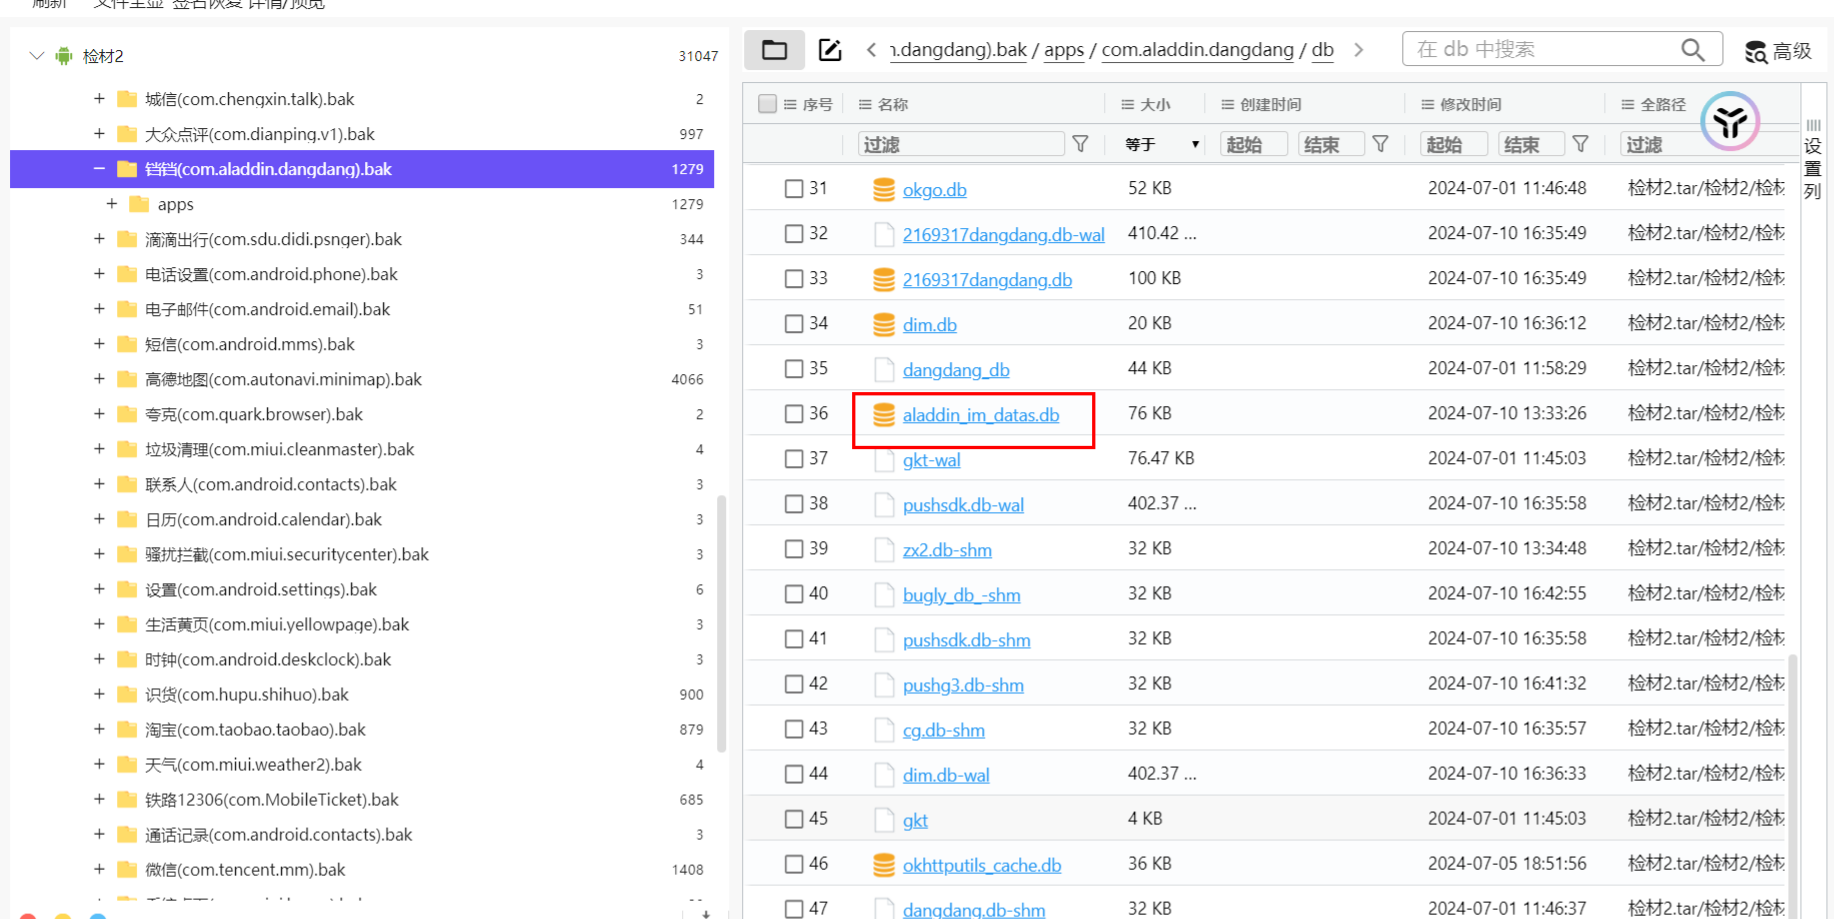 刷新 文件全显 签名恢复 详情/预览
检材2 31047
+ 城信(com.chengxin.talk).bak 2
+ 大众点评(com.dianping.v1).bak 997
− 铛铛(com.aladdin.dangdang).bak 1279
+ apps 1279
+ 滴滴出行(com.sdu.didi.psnger).bak 344
+ 电话设置(com.android.phone).bak 3
+ 电子邮件(com.android.email).bak 51
+ 短信(com.android.mms).bak 3
+ 高德地图(com.autonavi.minimap).bak 4066
+ 夸克(com.quark.browser).bak 2
+ 垃圾清理(com.miui.cleanmaster).bak 4
+ 联系人(com.android.contacts).bak 3
+ 日历(com.android.calendar).bak 3
+ 骚扰拦截(com.miui.securitycenter).bak 3
+ 设置(com.android.settings).bak 6
+ 生活黄页(com.miui.yellowpage).bak 3
+ 时钟(com.android.deskclock).bak 3
+ 识货(com.hupu.shihuo).bak 900
+ 淘宝(com.taobao.taobao).bak 879
+ 天气(com.miui.weather2).bak 4
+ 铁路12306(com.MobileTicket).bak 685
+ 通话记录(com.android.contacts).bak 3
+ 微信(com.tencent.mm).bak 1408
< n.dangdang).bak / apps / com.aladdin.dangdang / db > 在 db 中搜索 高级
序号 名称 大小 创建时间 修改时间 全路径
过滤 等于 起始 结束 起始 结束 过滤
设置列
31 okgo.db 52 KB 2024-07-01 11:46:48 检材2.tar/检材2/检材
32 2169317dangdang.db-wal 410.42 ... 2024-07-10 16:35:49 检材2.tar/检材2/检材
33 2169317dangdang.db 100 KB 2024-07-10 16:35:49 检材2.tar/检材2/检材
34 dim.db 20 KB 2024-07-10 16:36:12 检材2.tar/检材2/检材
35 dangdang_db 44 KB 2024-07-01 11:58:29 检材2.tar/检材2/检材
36 aladdin_im_datas.db 76 KB 2024-07-10 13:33:26 检材2.tar/检材2/检材
37 gkt-wal 76.47 KB 2024-07-01 11:45:03 检材2.tar/检材2/检材
38 pushsdk.db-wal 402.37 ... 2024-07-10 16:35:58 检材2.tar/检材2/检材
39 zx2.db-shm 32 KB 2024-07-10 13:34:48 检材2.tar/检材2/检材
40 bugly_db_-shm 32 KB 2024-07-10 16:42:55 检材2.tar/检材2/检材
41 pushsdk.db-shm 32 KB 2024-07-10 16:35:58 检材2.tar/检材2/检材
42 pushg3.db-shm 32 KB 2024-07-10 16:41:32 检材2.tar/检材2/检材
43 cg.db-shm 32 KB 2024-07-10 16:35:57 检材2.tar/检材2/检材
44 dim.db-wal 402.37 ... 2024-07-10 16:36:33 检材2.tar/检材2/检材
45 gkt 4 KB 2024-07-01 11:45:03 检材2.tar/检材2/检材
46 okhttputils_cache.db 36 KB 2024-07-05 18:51:56 检材2.tar/检材2/检材
47 dangdang.db-shm 32 KB 2024-07-01 11:46:37 检材2.tar/检材2/检材